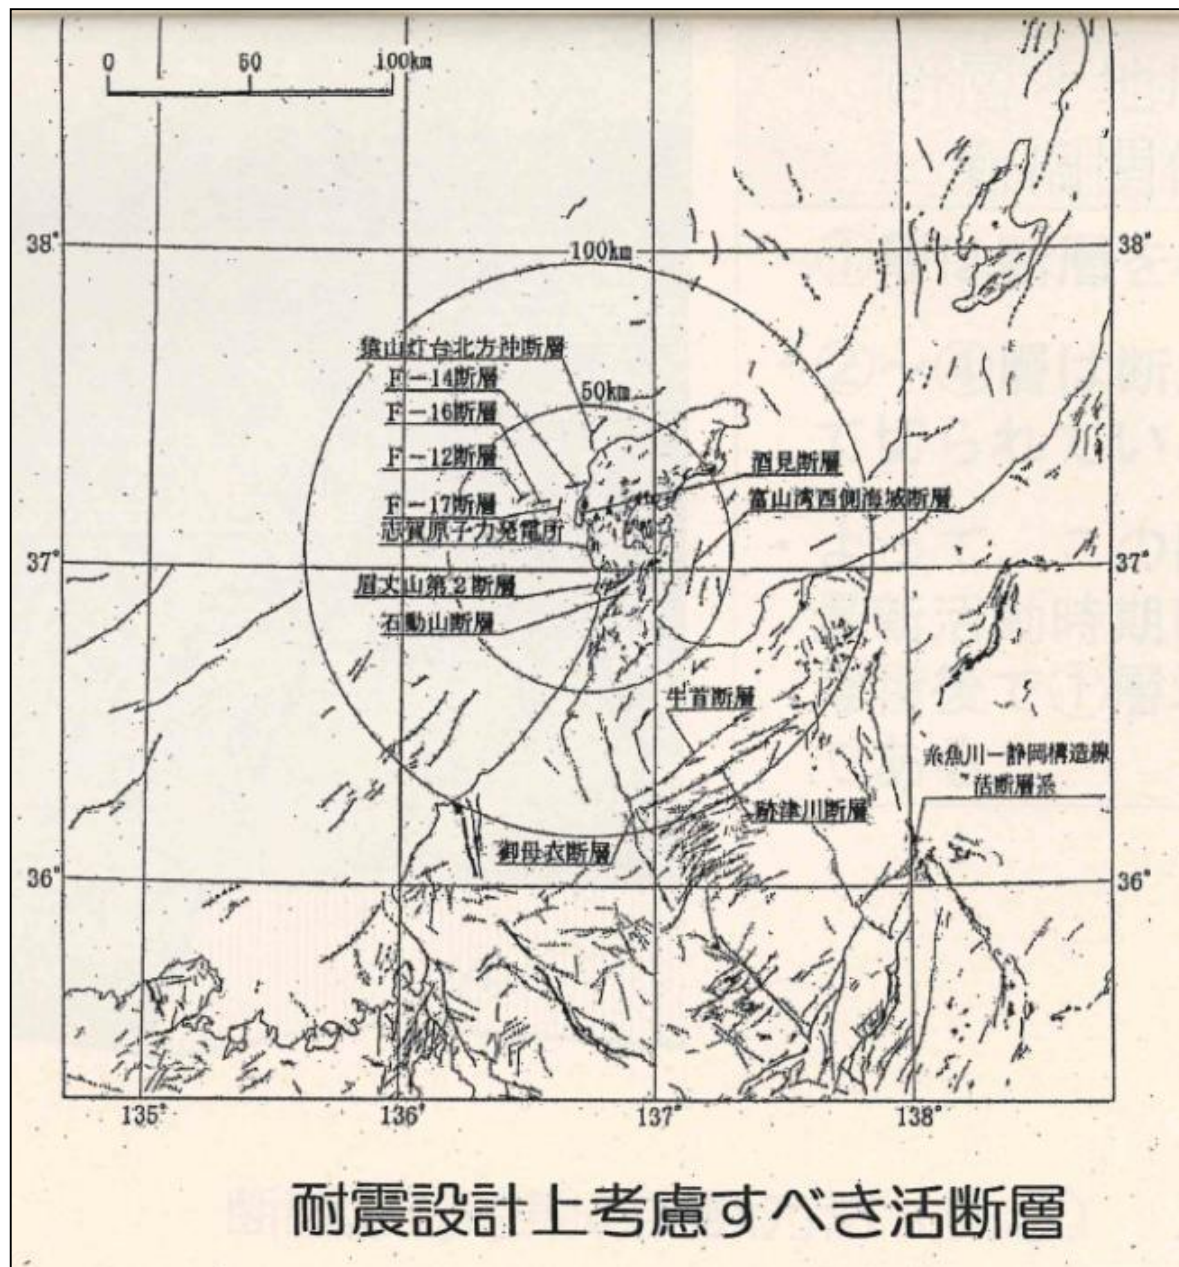 0 50 100km
38° 38°
100km
猿山灯台北方沖断層
F-14断層
50km
F-16断層
F-12断層
酒見断層
F-17断層
富山湾西側海域断層
志賀原子力発電所
37° 37°
眉丈山第2断層
石動山断層
牛首断層
糸魚川-静岡構造線
活断層系
跡津川断層
御母衣断層
36° 36°
135° 136° 137° 138°
耐震設計上考慮すべき活断層